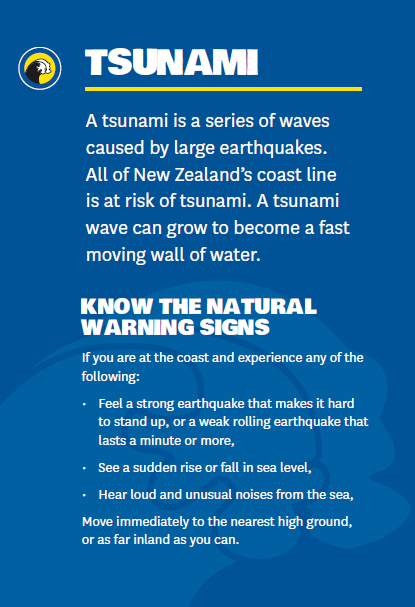 TSUNAMI
A tsunami is a series of waves
caused by large earthquakes.
All of New Zealand's coast line
is at risk of tsunami. A tsunami
wave can grow to become a fast
moving wall of water.
KNOW THE NATURAL
WARNING SIGNS
If you are at the coast and experience any of the
following:
• Feel a strong earthquake that makes it hard
to stand up, or a weak rolling earthquake that
lasts a minute or more,
• See a sudden rise or fall in sea level,
• Hear loud and unusual noises from the sea,
Move immediately to the nearest high ground,
or as far inland as you can.